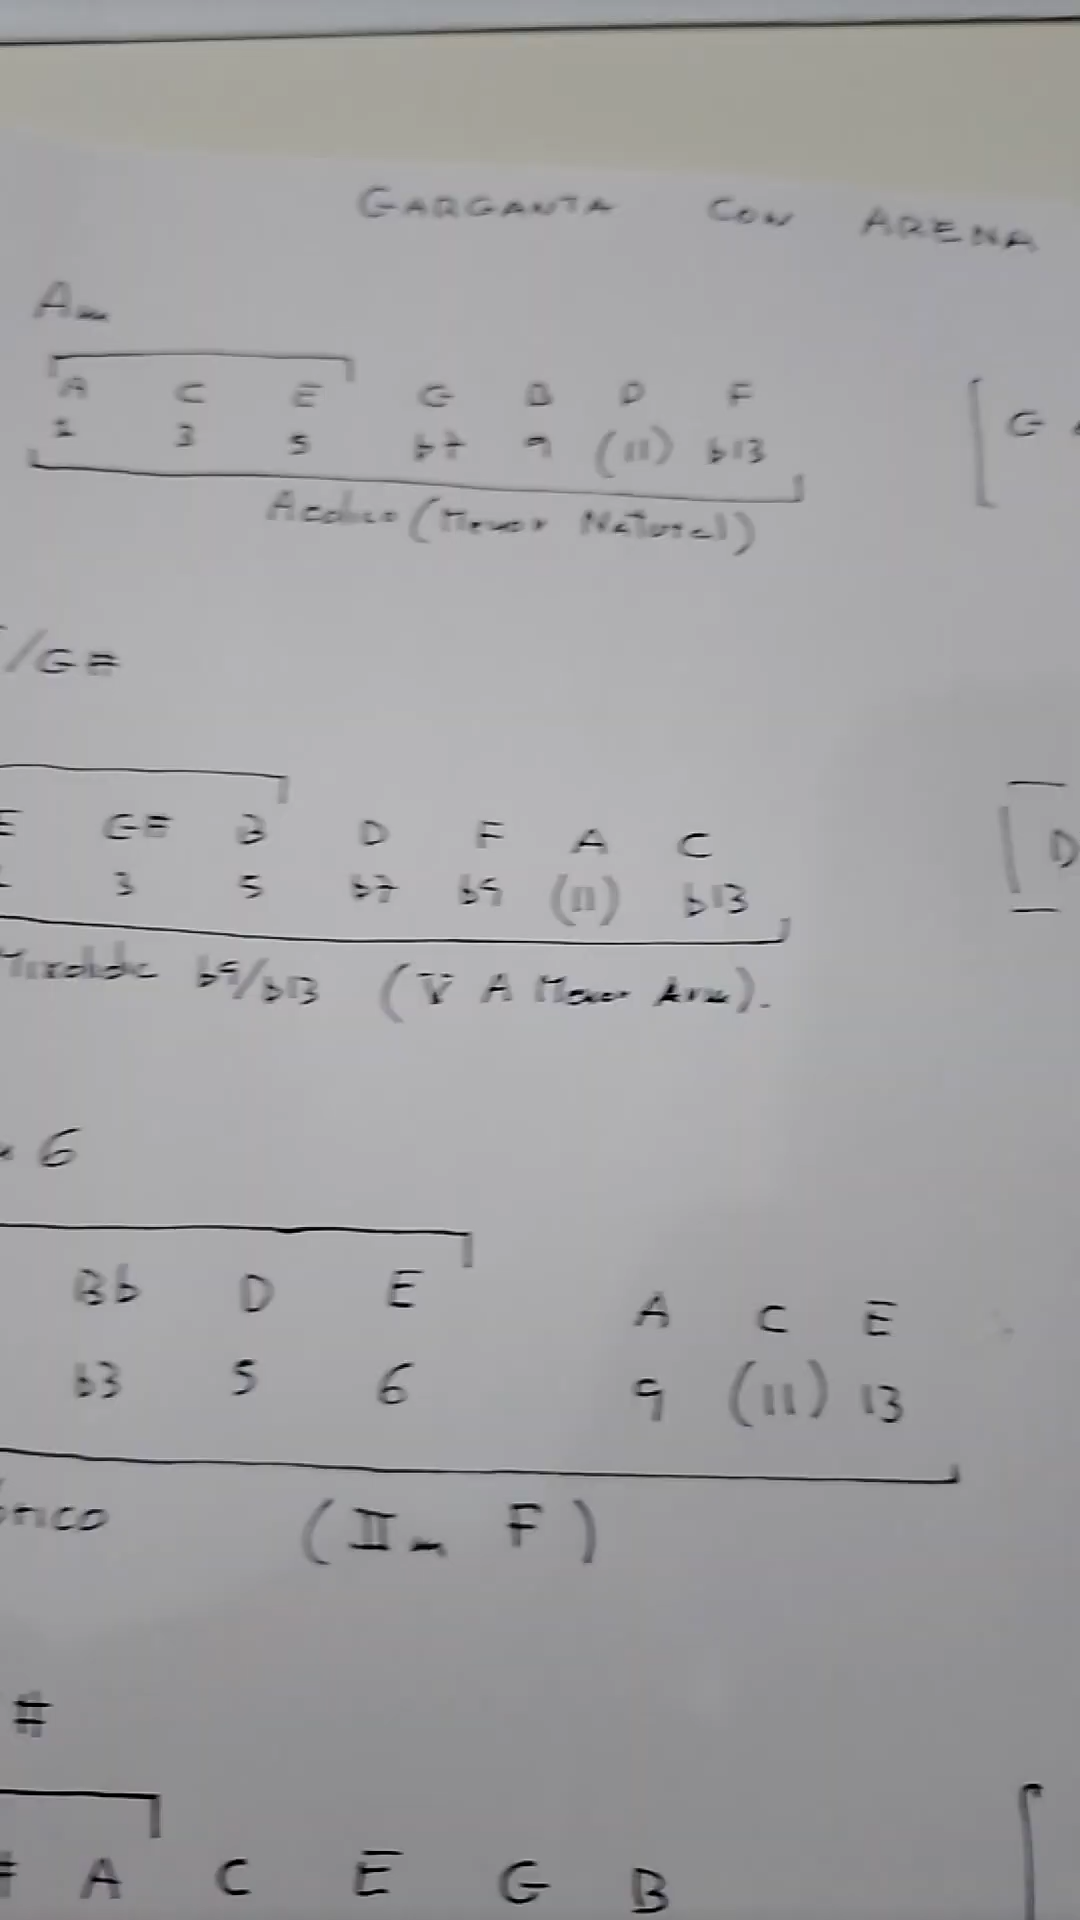 GARGANTA CON ARENA
Am
A C E G B D F
1 3 5 b7 9 (11) b13
[ G
Aeolico (Menor Natural)
/G#
E G# B D F A C
3 5 b7 b9 (11) b13
[ D
Mixolidio b9/b13 (V A Menor Arm).
6
Bb D E A C E
b3 5 6 9 (11) 13
(IIm F)
#
# A C E G B